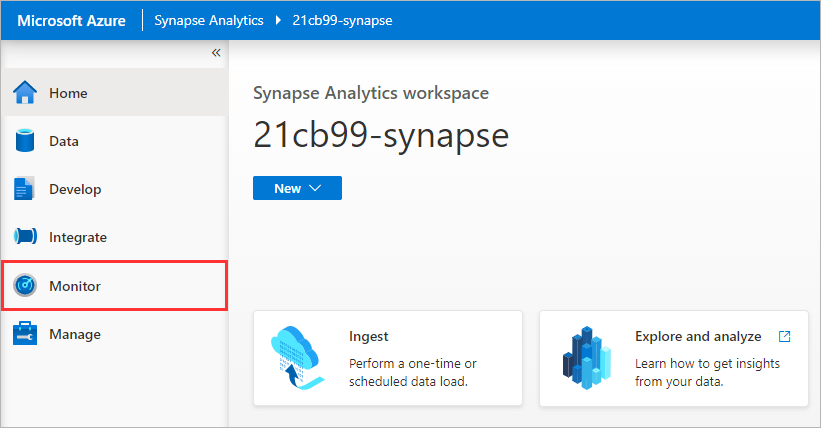 Microsoft Azure Synapse Analytics 21cb99-synapse
«
Home
Data
Develop
Integrate
Monitor
Manage
Synapse Analytics workspace
21cb99-synapse
New
Ingest
Perform a one-time or
scheduled data load.
Explore and analyze
Learn how to get insights
from your data.